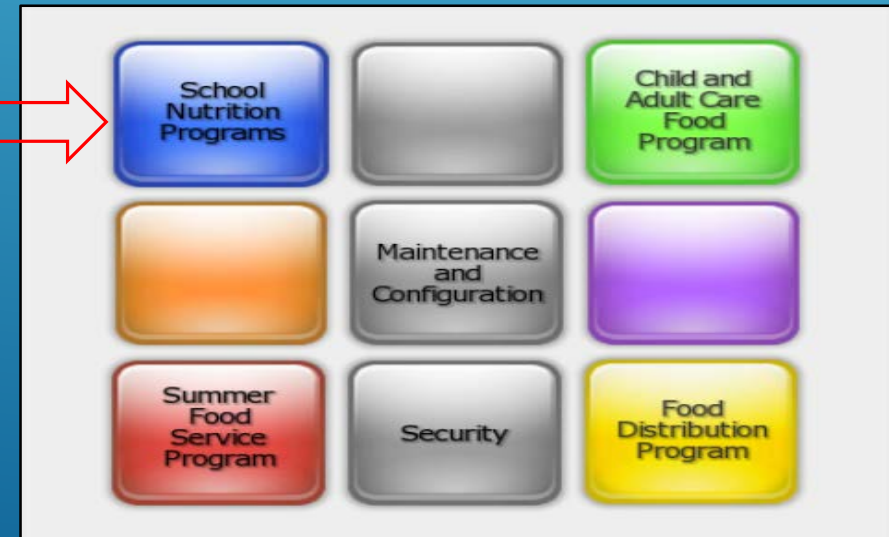 School
Nutrition
Programs
Child and
Adult Care
Food
Program
Maintenance
and
Configuration
Summer
Food
Service
Program
Security
Food
Distribution
Program